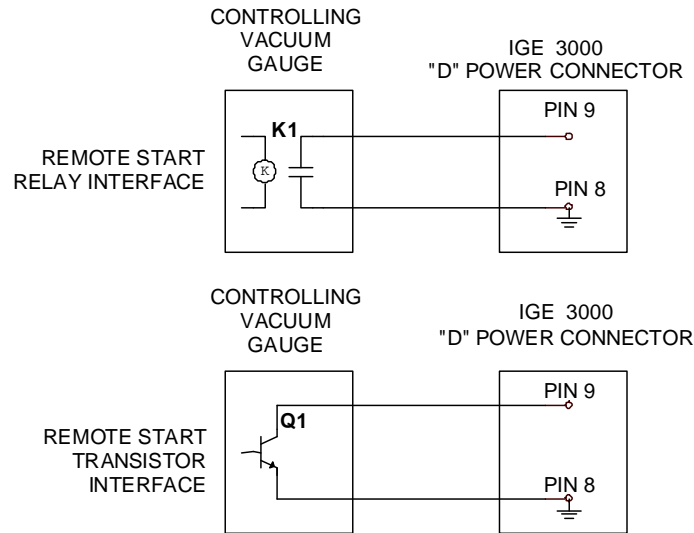 CONTROLLING
VACUUM
GAUGE
IGE 3000
"D" POWER CONNECTOR
REMOTE START
RELAY INTERFACE
K1
K
PIN 9
PIN 8
CONTROLLING
VACUUM
GAUGE
IGE 3000
"D" POWER CONNECTOR
REMOTE START
TRANSISTOR
INTERFACE
Q1
PIN 9
PIN 8